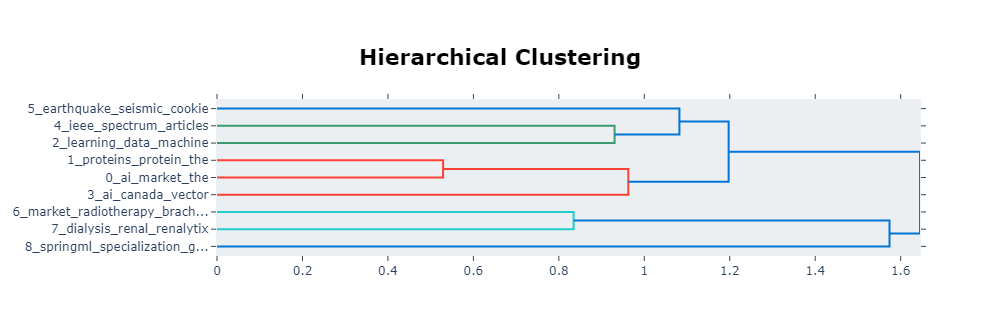 Hierarchical Clustering
5_earthquake_seismic_cookie
4_ieee_spectrum_articles
2_learning_data_machine
1_proteins_protein_the
0_ai_market_the
3_ai_canada_vector
6_market_radiotherapy_brach...
7_dialysis_renal_renalytix
8_springml_specialization_g...
0 0.2 0.4 0.6 0.8 1 1.2 1.4 1.6